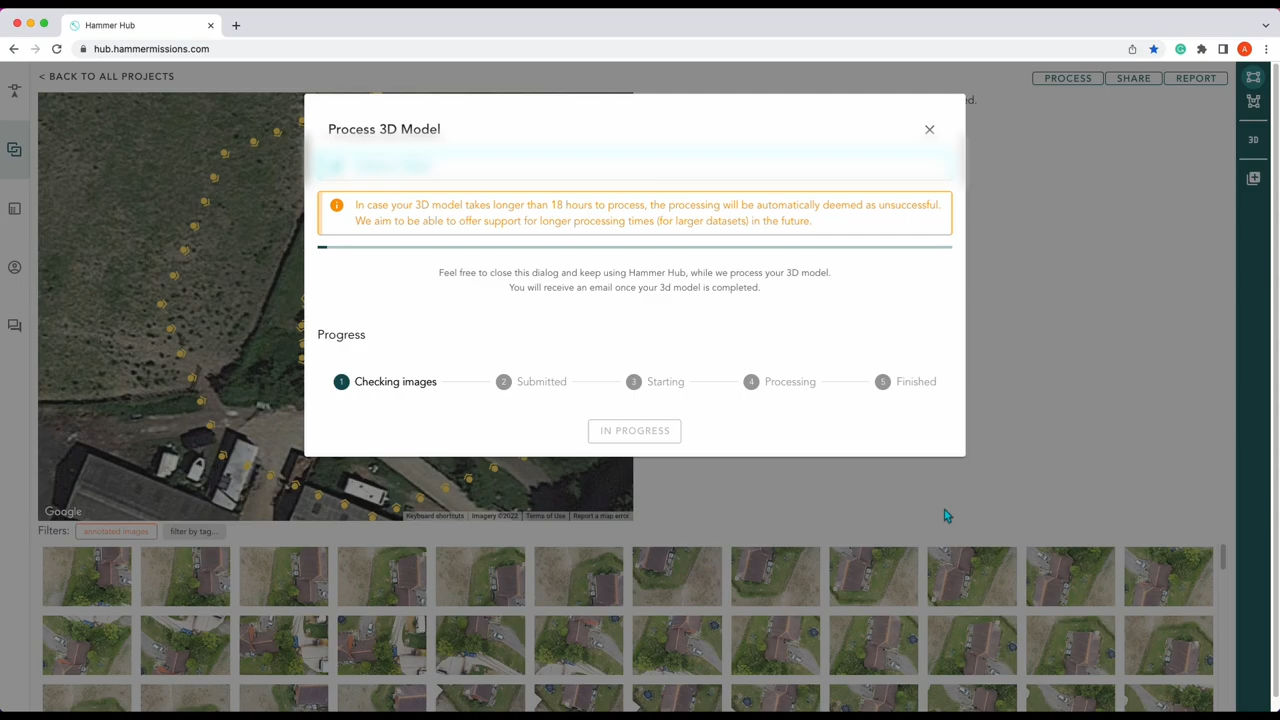 Hammer Hub
hub.hammermissions.com
A
< BACK TO ALL PROJECTS
PROCESS
SHARE
REPORT
ed.
3D
Process 3D Model
In case your 3D model takes longer than 18 hours to process, the processing will be automatically deemed as unsuccessful.
We aim to be able to offer support for longer processing times (for larger datasets) in the future.
Feel free to close this dialog and keep using Hammer Hub, while we process your 3D model.
You will receive an email once your 3d model is completed.
Progress
1 Checking images
2 Submitted
3 Starting
4 Processing
5 Finished
IN PROGRESS
Google
Keyboard shortcuts
Imagery ©2022
Terms of Use
Report a map error
Filters:
annotated images
filter by tag...